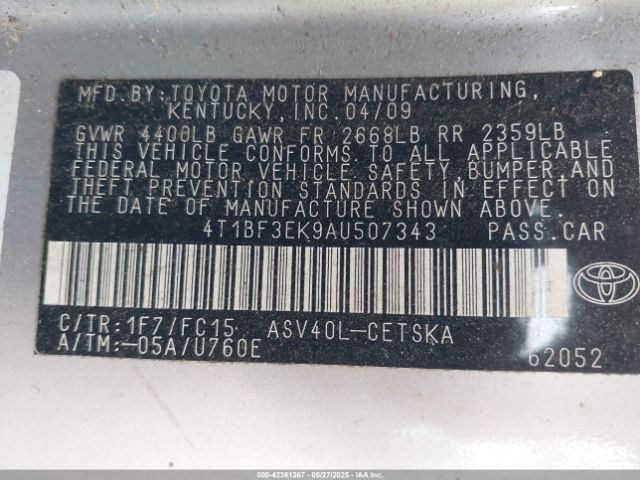 MFD.BY:TOYOTA MOTOR MANUFACTURING,
KENTUCKY,INC.04/09
GVWR 4400LB GAWR FR 2668LB RR 2359LB
THIS VEHICLE CONFORMS TO ALL APPLICABLE
FEDERAL MOTOR VEHICLE SAFETY,BUMPER,AND
THEFT PREVENTION STANDARDS IN EFFECT ON
THE DATE OF MANUFACTURE SHOWN ABOVE.
4T1BF3EK9AU507343 PASS.CAR
C/TR:1F7/FC15 ASV40L-CETSKA
A/TM:-05A/U760E 62052
000-42361367 05/27/2025 IAAI.COM